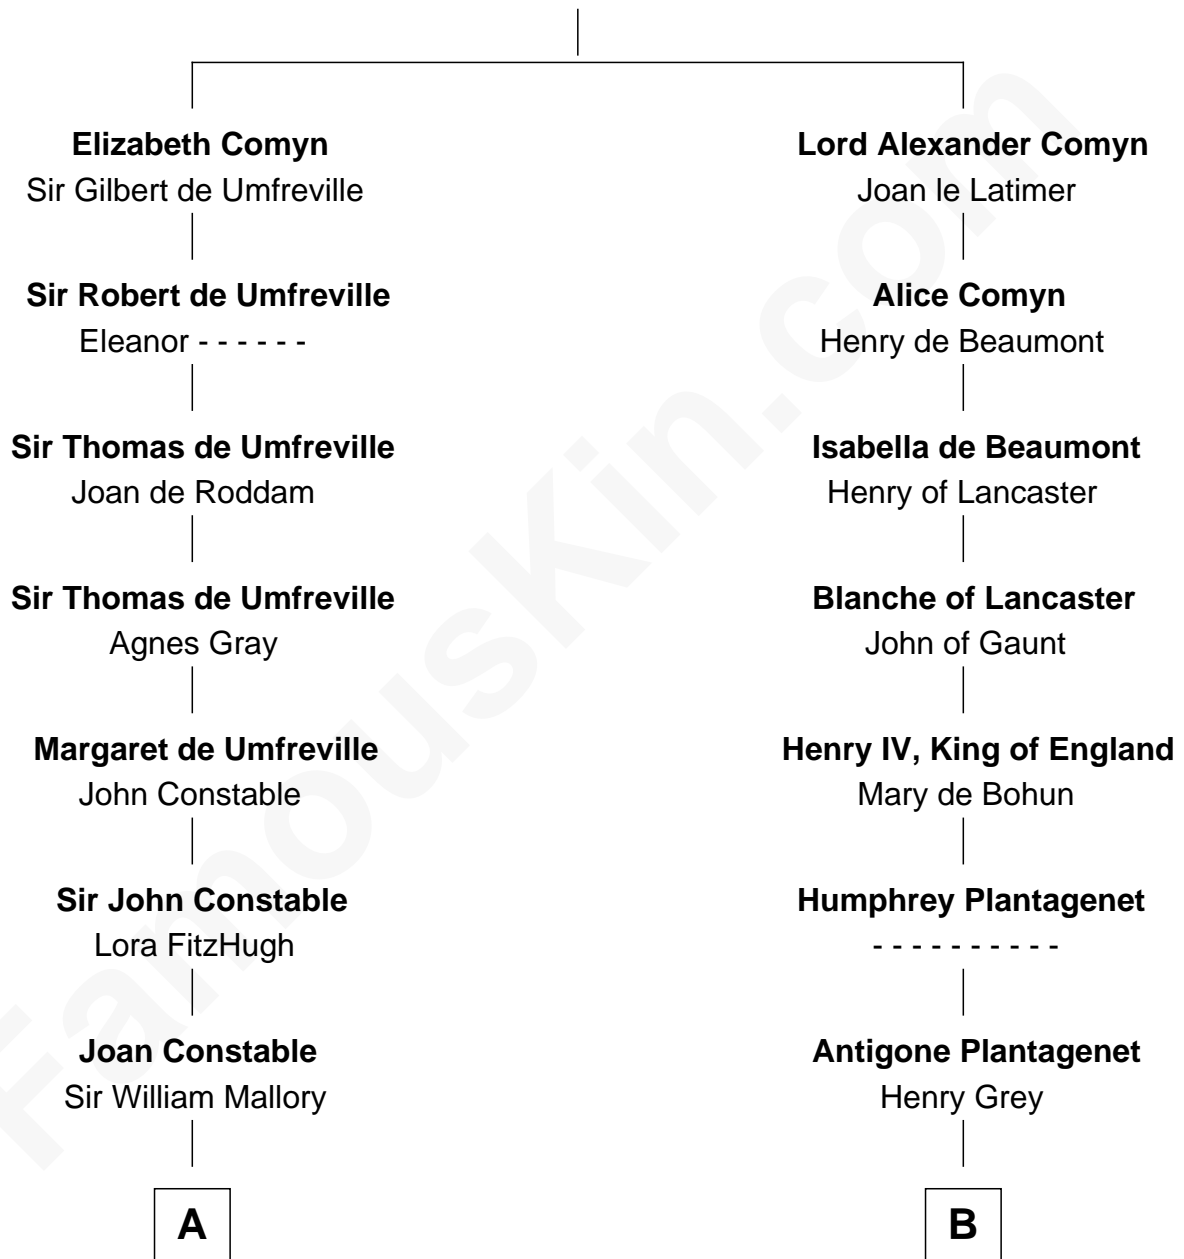 Elizabeth Comyn
Sir Gilbert de Umfreville
Sir Robert de Umfreville
Eleanor - - - - - -
Sir Thomas de Umfreville
Joan de Roddam
Sir Thomas de Umfreville
Agnes Gray
Margaret de Umfreville
John Constable
Sir John Constable
Lora FitzHugh
Joan Constable
Sir William Mallory
A
Lord Alexander Comyn
Joan le Latimer
Alice Comyn
Henry de Beaumont
Isabella de Beaumont
Henry of Lancaster
Blanche of Lancaster
John of Gaunt
Henry IV, King of England
Mary de Bohun
Humphrey Plantagenet
- - - - - - - - - -
Antigone Plantagenet
Henry Grey
B
FamousKin.com